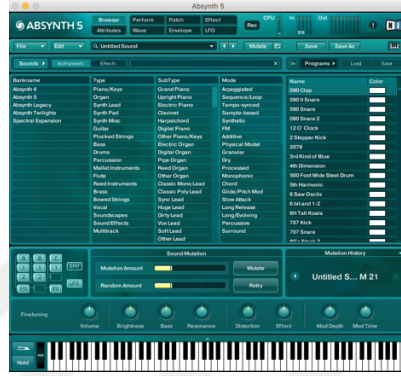 Absynth 5
ABSYNTH 5
Browser Perform Patch Effect
Attributes Wave Envelope LFO
Rec CPU In Out
File Edit Untitled Sound Mutate Save Save As
Sounds Instruments Effects Programs Load Save
Bankname Type SubType Mode Name Color
Absynth 4 Piano/Keys Grand Piano Arpeggiated 090 Clap
Absynth 5 Organ Upright Piano Sequence/Loop 090 II Snare
Absynth Legacy Synth Lead Electric Piano Tempo-synced 090 Snare
Absynth Twilights Synth Pad Clavinet Sample-based 090 Snare 2
Spectral Expansion Synth Misc Harpsichord Synthetic 12 O' Clock
Guitar Digital Piano FM 2 Stepper Kick
Plucked Strings Other Piano/Keys Additive 2079
Bass Electric Organ Physical Model 3rd Kind of Blue
Drums Digital Organ Granular 4th Dimension
Percussion Pipe Organ Dry 500 Foot Wide Steel Drum
Mallet Instruments Reed Organ Processed 5th Harmonic
Flute Other Organ Monophonic 6 Saw Oscils
Reed Instruments Classic Mono Lead Chord 6 bit and 1-2
Brass Classic Poly Lead Glide/Pitch Mod 6ft Tall Koala
Bowed Strings Sync Lead Slow Attack 707 Kick
Vocal Huge Lead Long Release 707 Snare
Soundscapes Dirty Lead Long/Evolving
Sound Effects Vox Lead Percussive
Multitrack Soft Lead Surround
Other Lead
Sound Mutation Mutation History
ENV
LFO
Mutation Amount Mutate
Random Amount Retry
Untitled S... M 21
Finetuning
Volume Brightness Bass Resonance Distortion Effect Mod Depth Mod Time
Hold